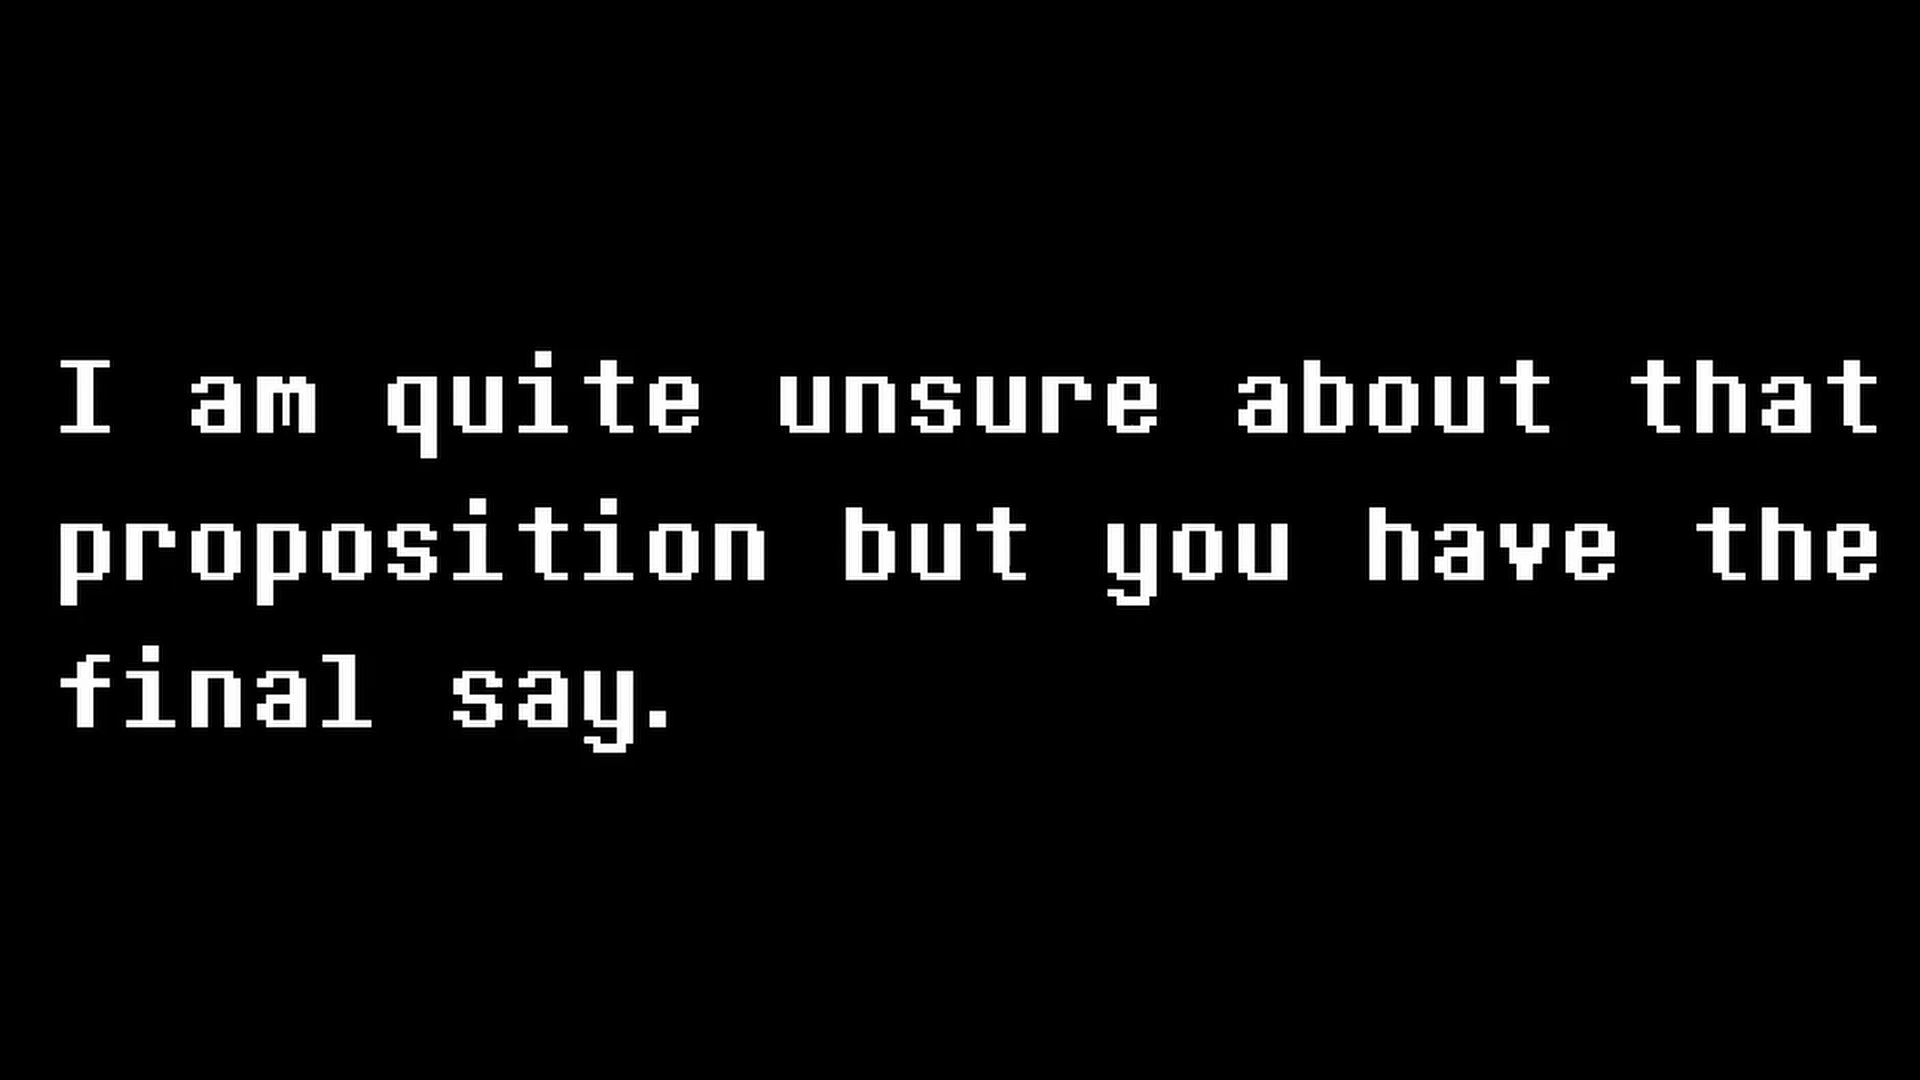 I am quite unsure about that
proposition but you have the
final say.